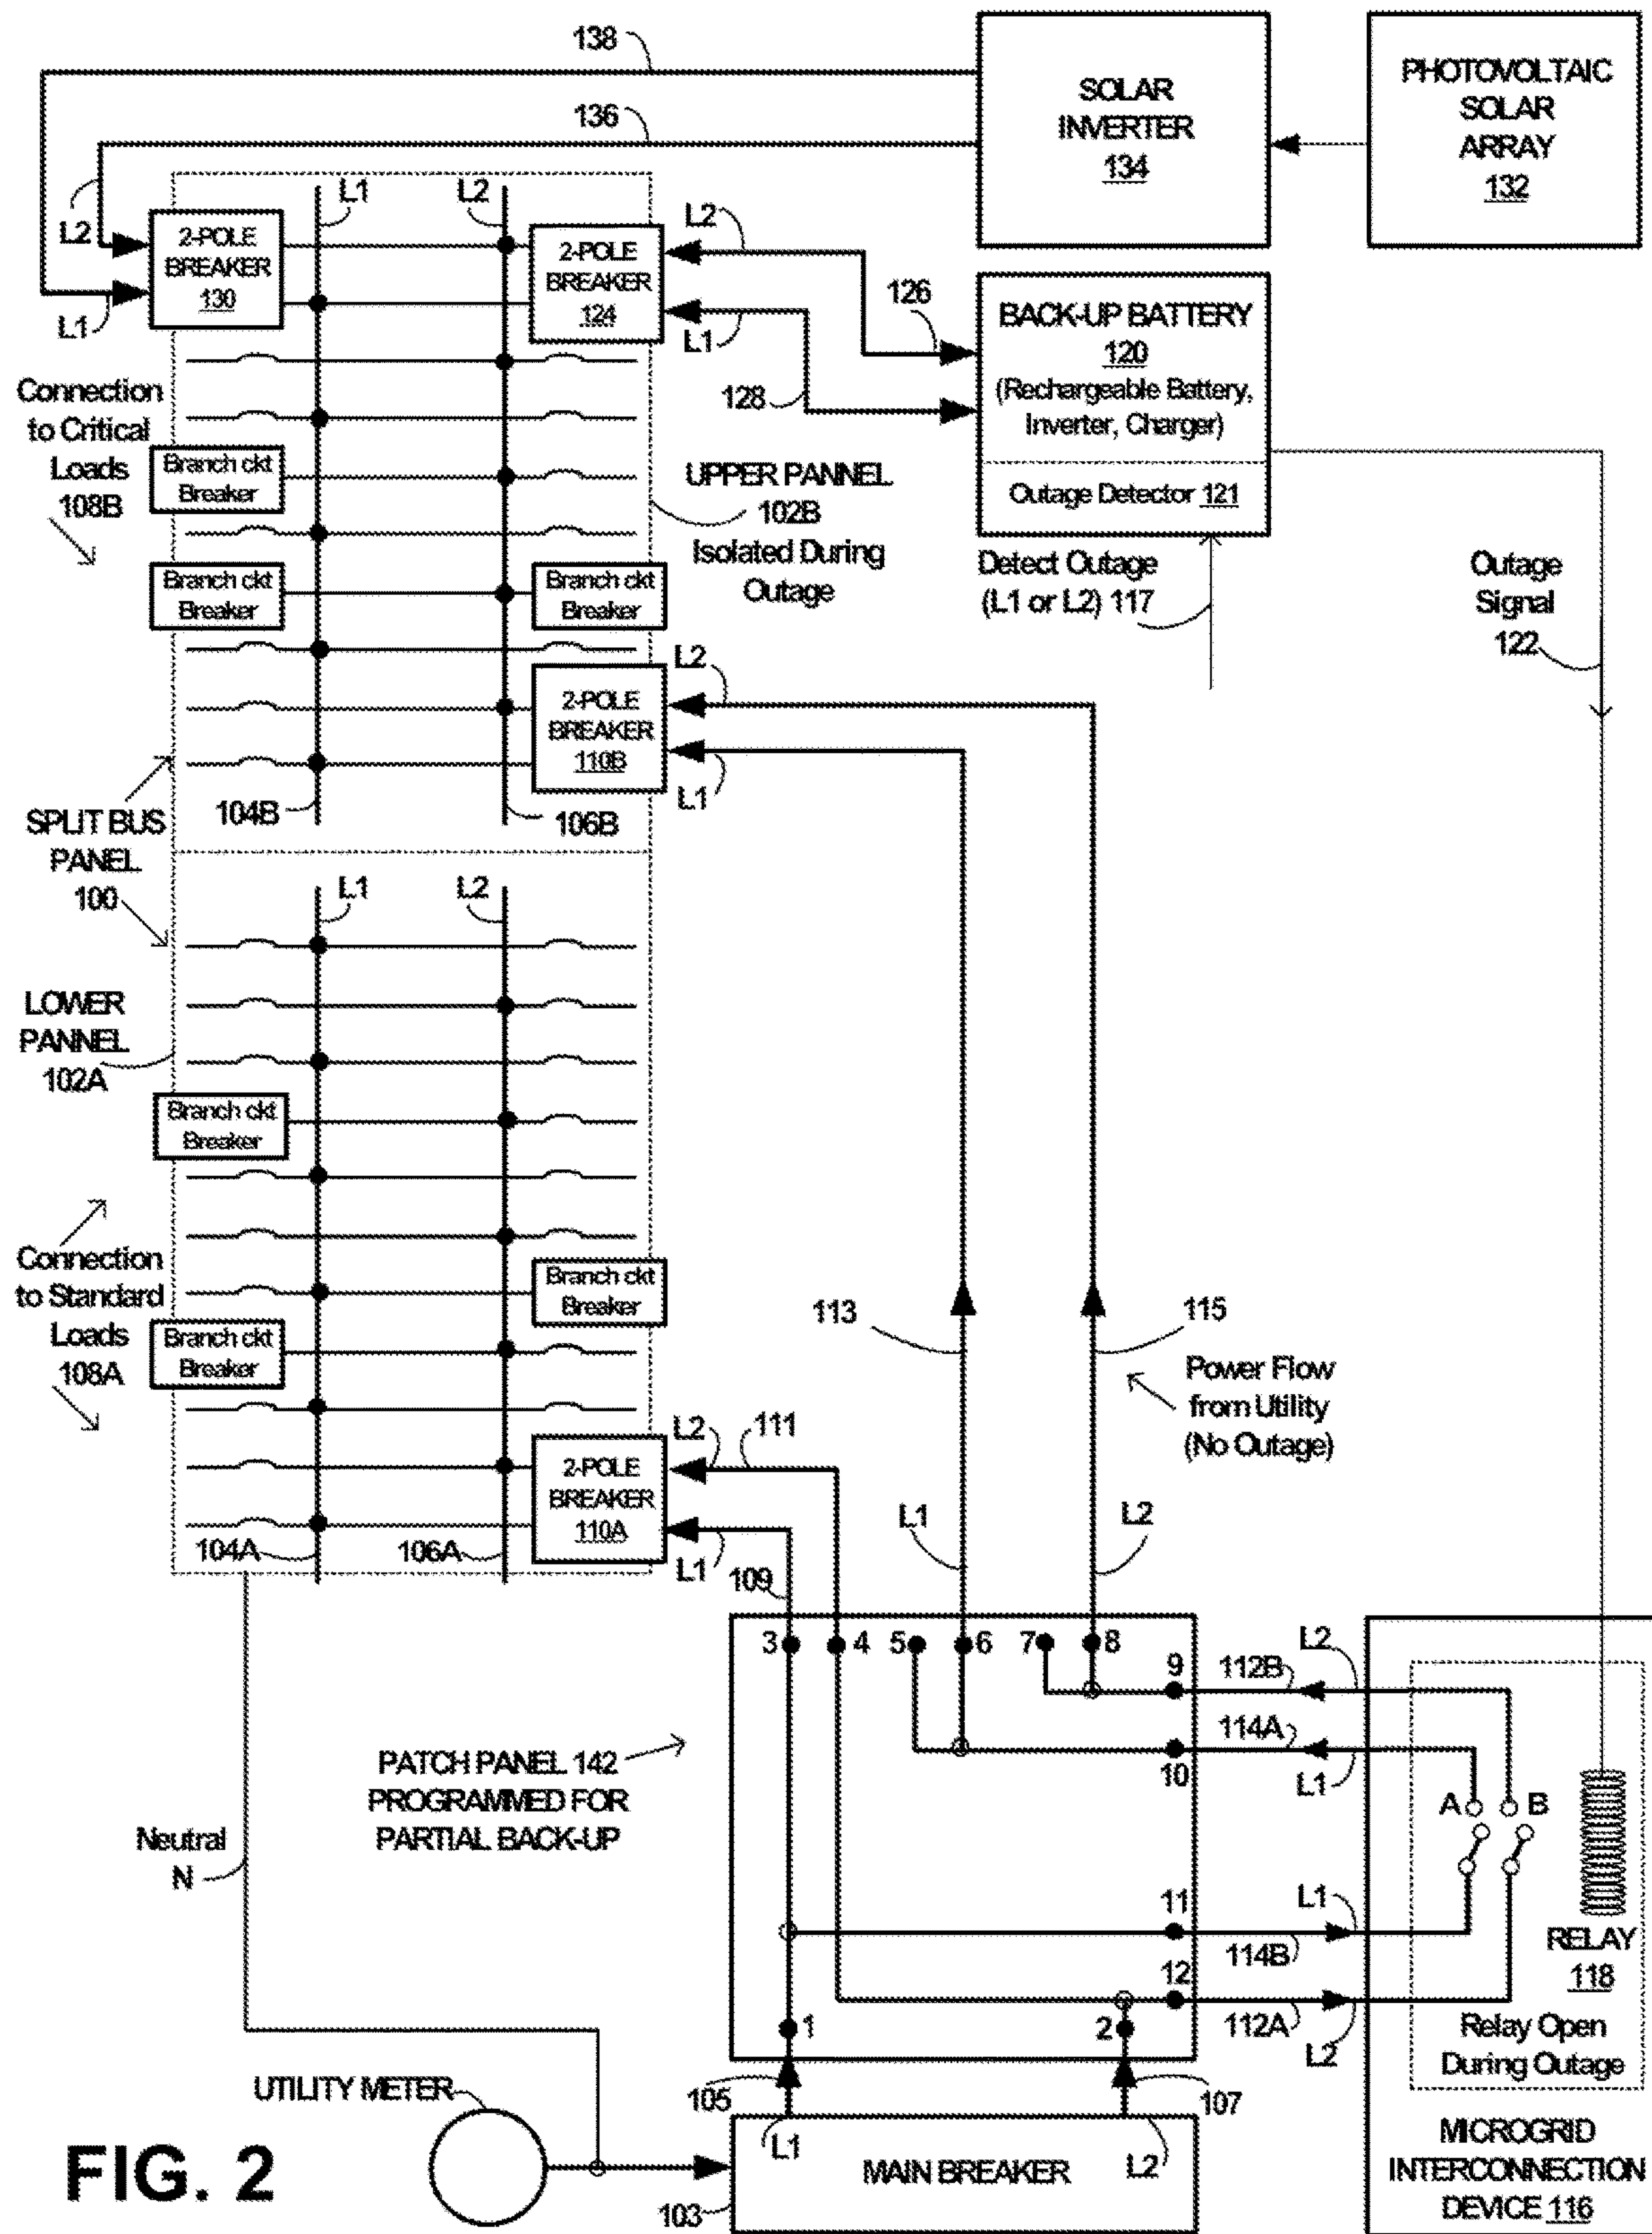 138
136
SOLAR
INVERTER
134
PHOTOVOLTAIC
SOLAR
ARRAY
132
L2
L1
L1
L2
2-POLE
BREAKER
130
2-POLE
BREAKER
124
L2
L1
126
128
BACK-UP BATTERY
120
(Rechargeable Battery,
Inverter, Charger)
Outage Detector 121
Connection
to Critical
Loads
108B
Branch ckt
Breaker
Branch ckt
Breaker
Branch ckt
Breaker
UPPER PANNEL
102B
Isolated During
Outage
Detect Outage
(L1 or L2) 117
Outage
Signal
122
L2
L1
2-POLE
BREAKER
110B
104B
106B
SPLIT BUS
PANEL
100
L1
L2
LOWER
PANNEL
102A
Branch ckt
Breaker
Connection
to Standard
Loads
108A
Branch ckt
Breaker
Branch ckt
Breaker
113
115
Power Flow
from Utility
(No Outage)
L2
111
2-POLE
BREAKER
110A
L1
109
104A
106A
L1
L2
3
4
5
6
7
8
9
10
11
12
1
2
112B
L2
114A
L1
A
B
L1
114B
112A
L2
RELAY
118
Relay Open
During Outage
PATCH PANEL 142
PROGRAMMED FOR
PARTIAL BACK-UP
Neutral
N
UTILITY METER
105
107
L1
L2
MAIN BREAKER
103
MICROGRID
INTERCONNECTION
DEVICE 116
FIG. 2